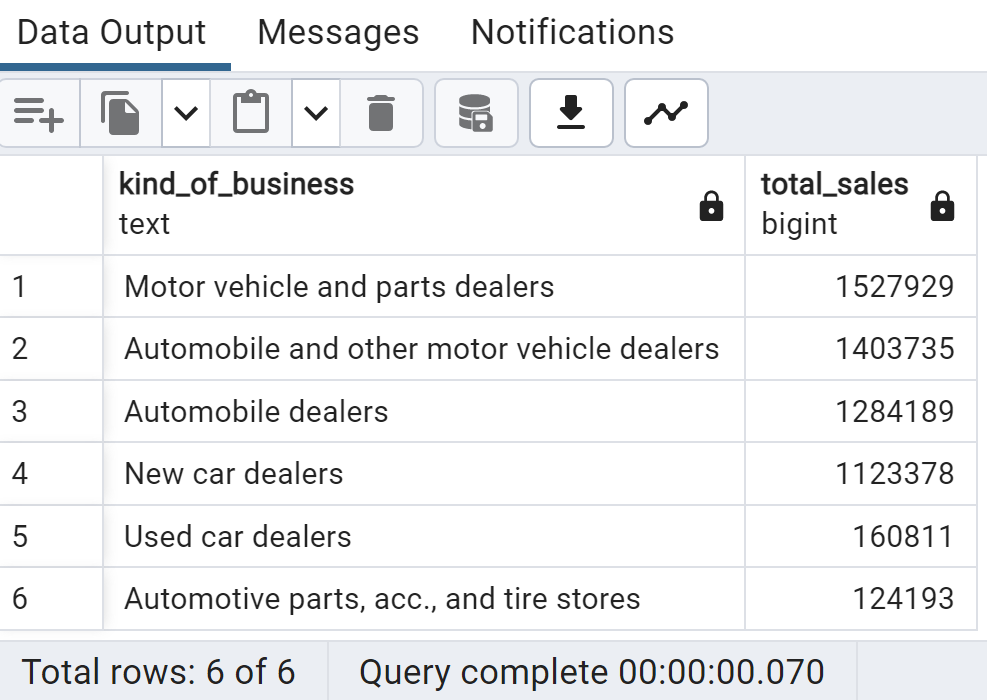 Data Output Messages Notifications
kind_of_business total_sales
text bigint
1 Motor vehicle and parts dealers 1527929
2 Automobile and other motor vehicle dealers 1403735
3 Automobile dealers 1284189
4 New car dealers 1123378
5 Used car dealers 160811
6 Automotive parts, acc., and tire stores 124193
Total rows: 6 of 6 Query complete 00:00:00.070